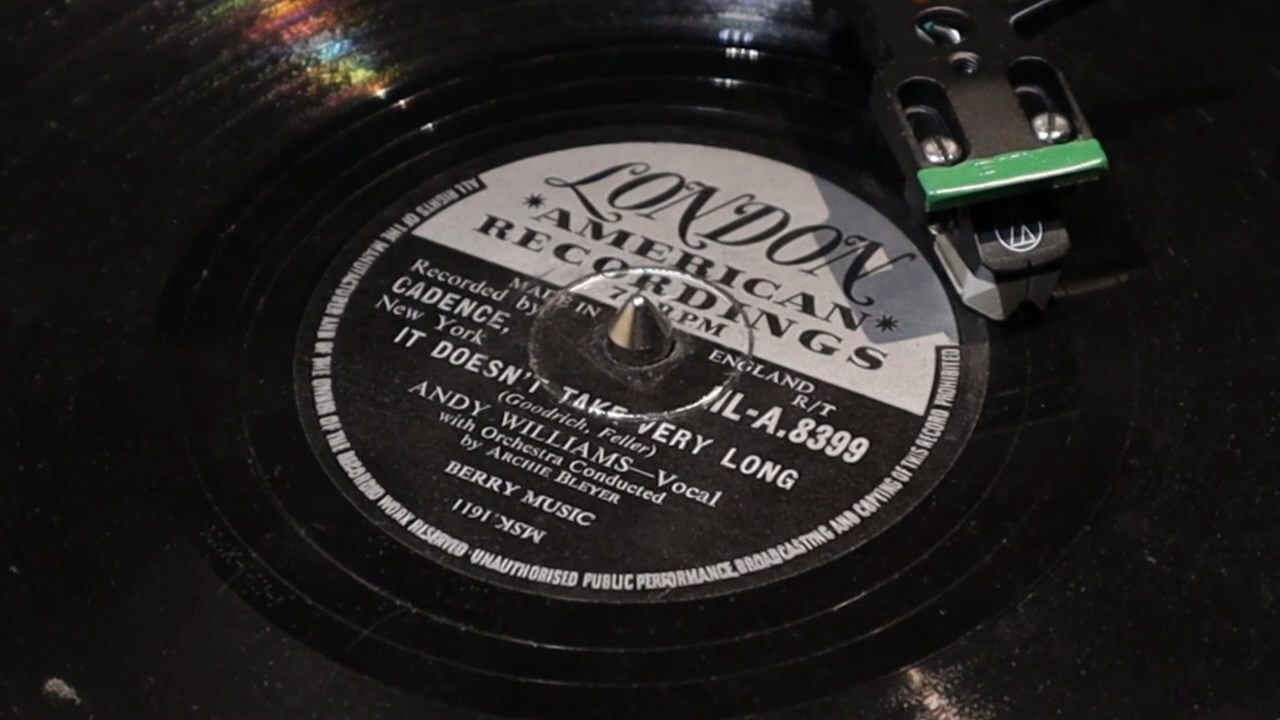 LONDON
*AMERICAN*
RECORDINGS
MADE IN
ENGLAND
R/T
Recorded by
CADENCE,
New York
L-A.8399
IT DOESN'T TAKE VERY LONG
(Goodrich, Feller)
ANDY WILLIAMS—Vocal
with Orchestra Conducted
by ARCHIE BLEYER
BERRY MUSIC
MSK 1191
ALL RIGHTS OF THE MANUFACTURER AND OF THE OWNER OF THE RECORDED WORK RESERVED · UNAUTHORISED PUBLIC PERFORMANCE BROADCASTING AND COPYING OF THIS RECORD PROHIBITED